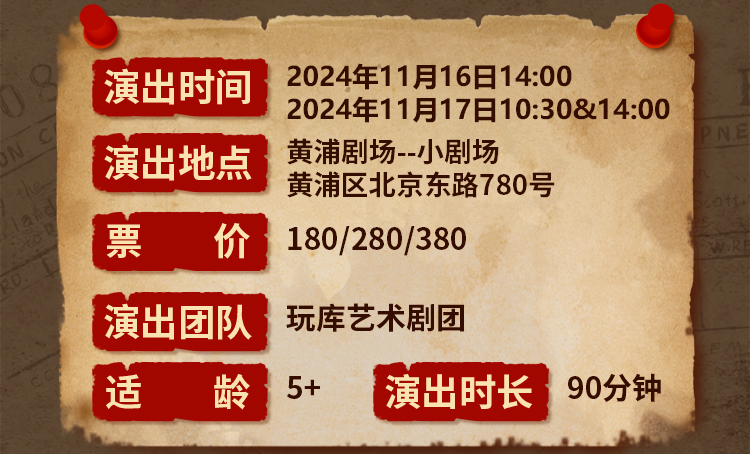 演出时间 2024年11月16日14:00
2024年11月17日10:30&14:00
演出地点 黄浦剧场--小剧场
黄浦区北京东路780号
票 价 180/280/380
演出团队 玩库艺术剧团
适 龄 5+ 演出时长 90分钟